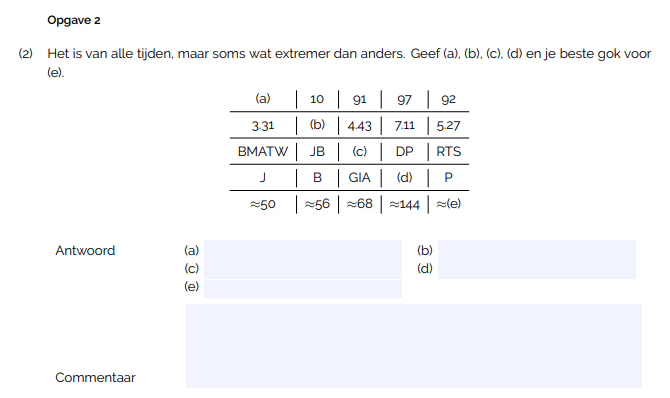 Opgave 2
(2) Het is van alle tijden, maar soms wat extremer dan anders. Geef (a), (b), (c), (d) en je beste gok voor
(e).
(a) 10 91 97 92
3.31 (b) 4.43 7.11 5.27
BMATW JB (c) DP RTS
J B GIA (d) P
≈50 ≈56 ≈68 ≈144 ≈(e)
Antwoord (a) (b)
(c) (d)
(e)
Commentaar